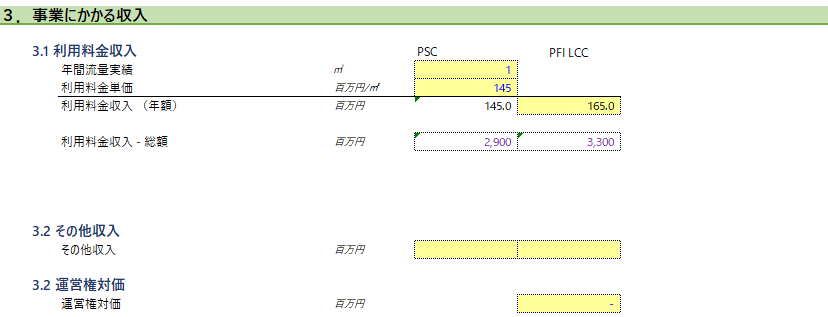 3．事業にかかる収入
3.1 利用料金収入 PSC PFI LCC
年間流量実績 ㎥ 1
利用料金単価 百万円/㎥ 145
利用料金収入 （年額） 百万円 145.0 165.0
利用料金収入 - 総額 百万円 2,900 3,300
3.2 その他収入
その他収入 百万円
3.2 運営権対価
運営権対価 百万円 -